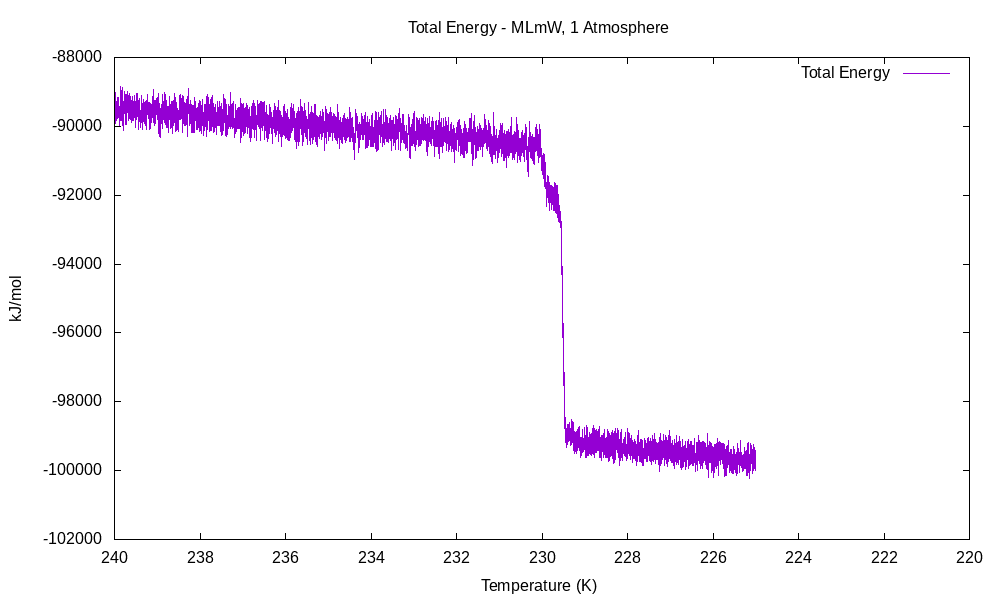 Total Energy - MLmW, 1 Atmosphere
Total Energy
kJ/mol
-88000
-90000
-92000
-94000
-96000
-98000
-100000
-102000
240 238 236 234 232 230 228 226 224 222 220
Temperature (K)